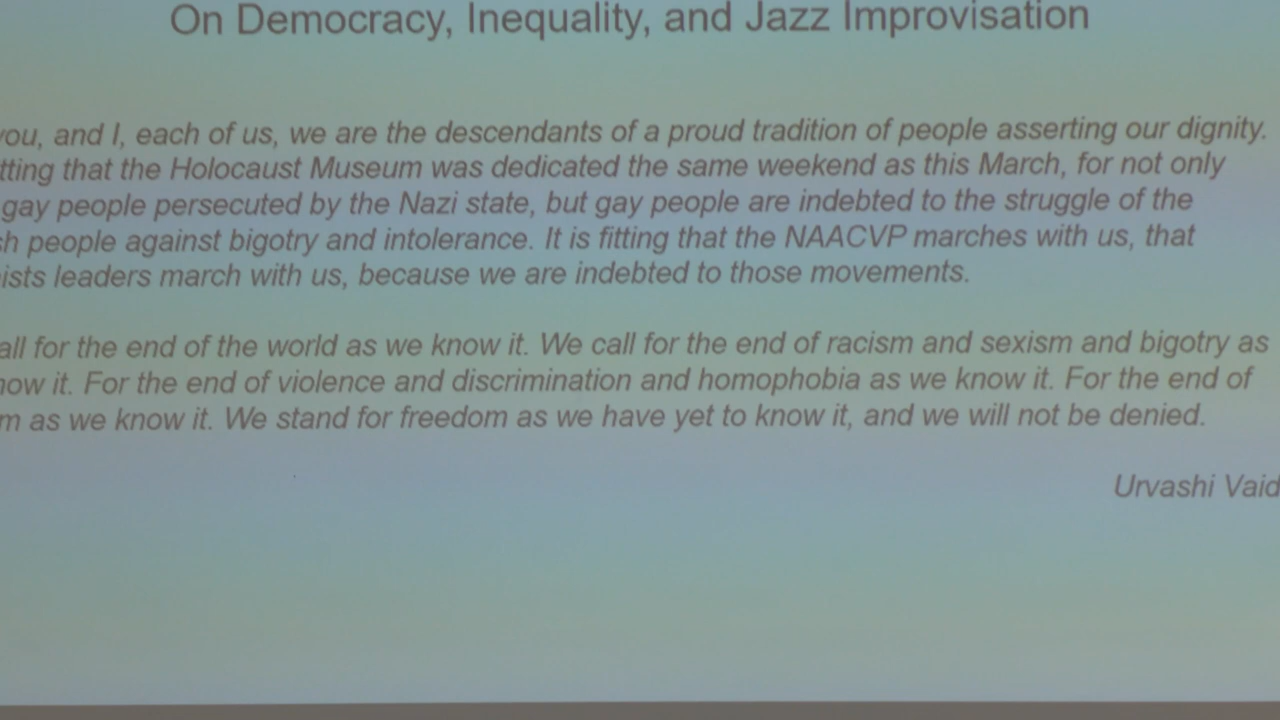 On Democracy, Inequality, and Jazz Improvisation
you, and I, each of us, we are the descendants of a proud tradition of people asserting our dignity.
tting that the Holocaust Museum was dedicated the same weekend as this March, for not only
gay people persecuted by the Nazi state, but gay people are indebted to the struggle of the
sh people against bigotry and intolerance. It is fitting that the NAACVP marches with us, that
ists leaders march with us, because we are indebted to those movements.
all for the end of the world as we know it. We call for the end of racism and sexism and bigotry as
now it. For the end of violence and discrimination and homophobia as we know it. For the end of
m as we know it. We stand for freedom as we have yet to know it, and we will not be denied.
Urvashi Vaid